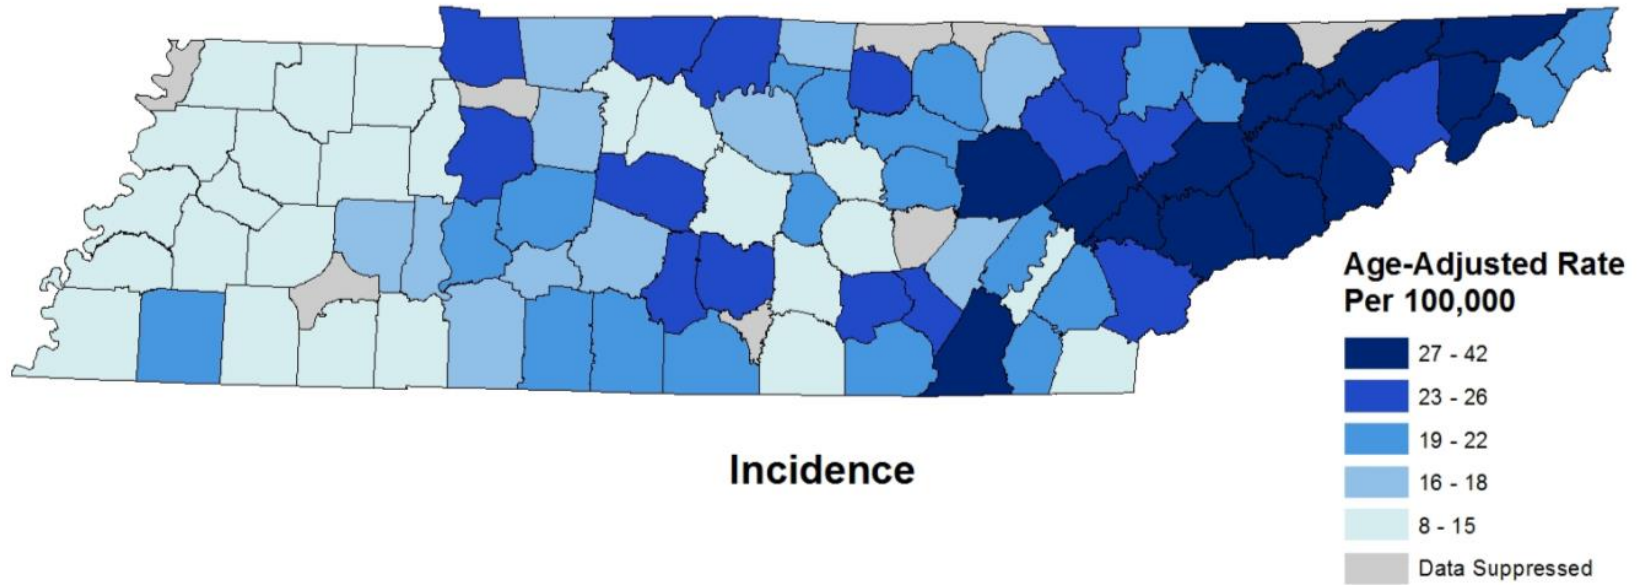 Age-Adjusted Rate
Per 100,000
27 - 42
23 - 26
19 - 22
16 - 18
8 - 15
Data Suppressed
Incidence